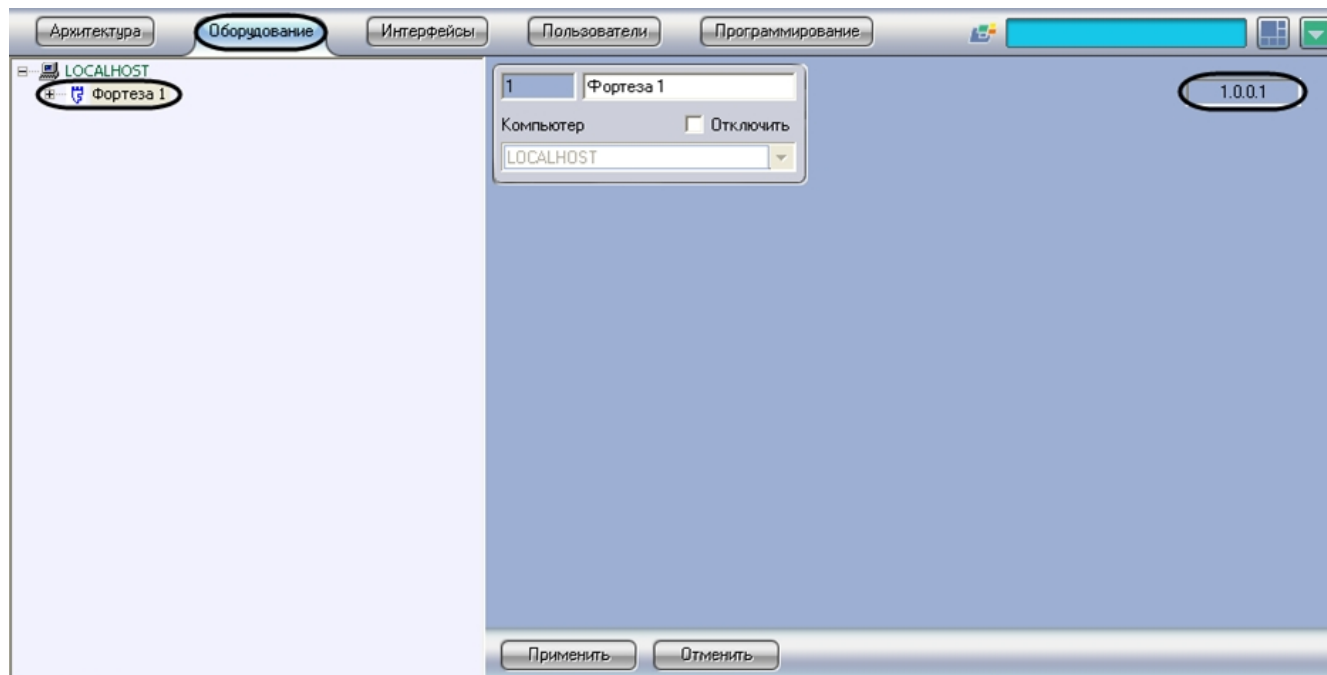 Архитектура Оборудование Интерфейсы Пользователи Программирование
LOCALHOST
Фортеза 1
1 Фортеза 1
1.0.0.1
Компьютер Отключить
LOCALHOST
Применить Отменить